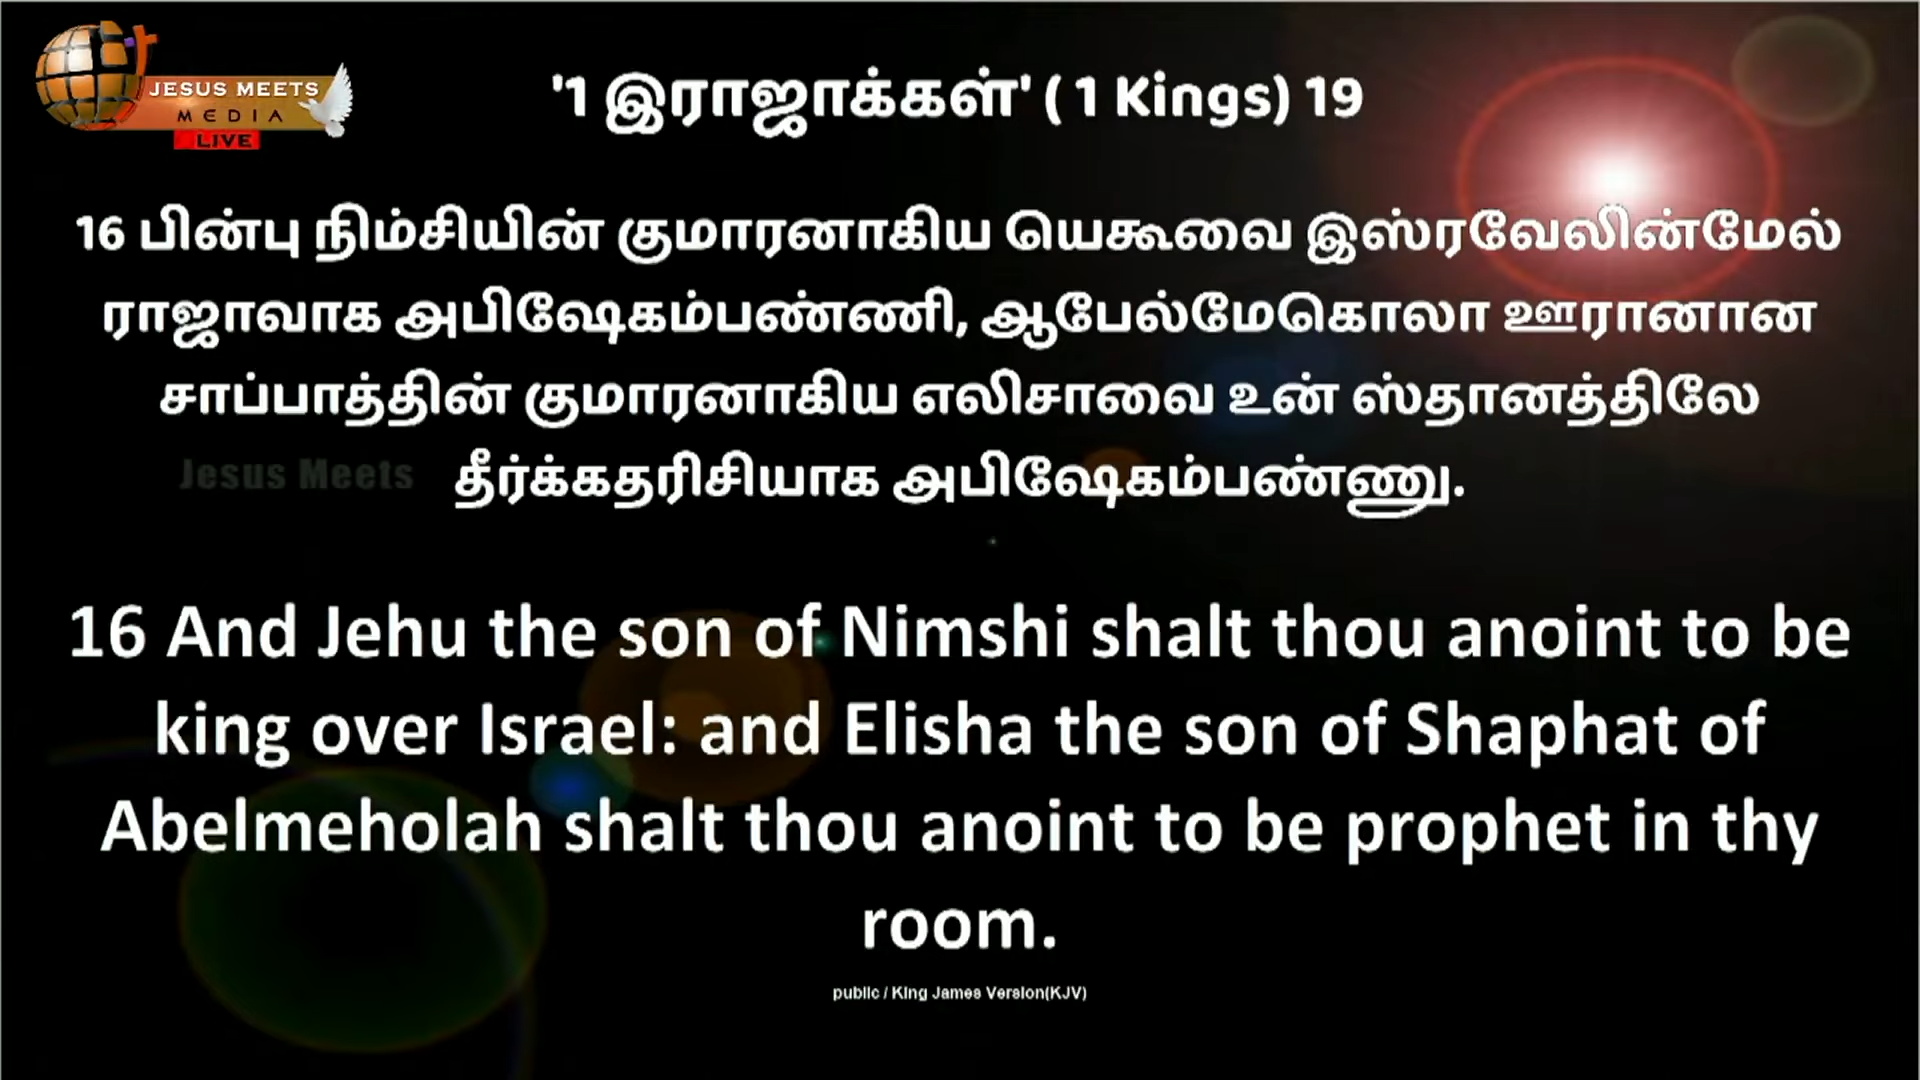 JESUS MEETS
MEDIA
LIVE
'1 இராஜாக்கள்' ( 1 Kings) 19
16 பின்பு நிம்சியின் குமாரனாகிய யெகூவை இஸ்ரவேலின்மேல்
ராஜாவாக அபிஷேகம்பண்ணி, ஆபேல்மேகொலா ஊரானான
சாப்பாத்தின் குமாரனாகிய எலிசாவை உன் ஸ்தானத்திலே
Jesus Meets
தீர்க்கதரிசியாக அபிஷேகம்பண்ணு.
16 And Jehu the son of Nimshi shalt thou anoint to be
king over Israel: and Elisha the son of Shaphat of
Abelmeholah shalt thou anoint to be prophet in thy
room.
public / King James Version(KJV)